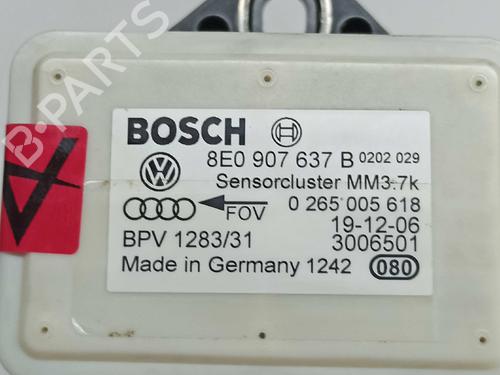 BOSCH
8E0 907 637 B 0202 029
Sensorcluster MM3.7k
FOV 0 265 005 618
19-12-06
BPV 1283/31 3006501
Made in Germany 1242 080
B-PARTS